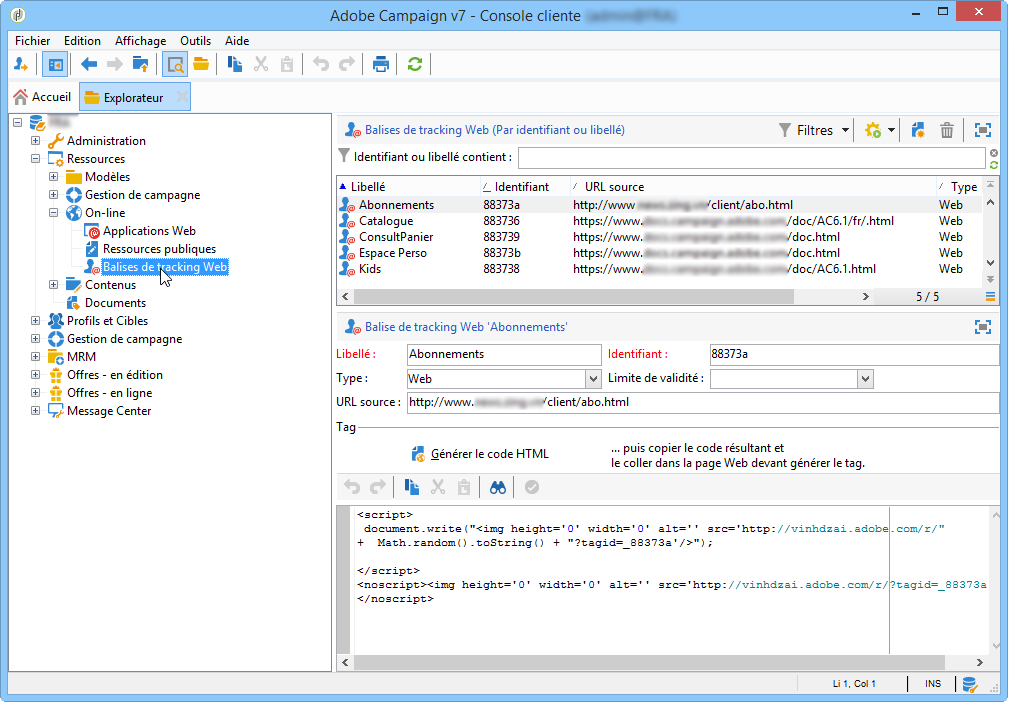 Adobe Campaign v7 - Console cliente
Fichier Edition Affichage Outils Aide
Accueil Explorateur
Administration
Ressources
Modèles
Gestion de campagne
On-line
Applications Web
Ressources publiques
Balises de tracking Web
Contenus
Documents
Profils et Cibles
Gestion de campagne
MRM
Offres - en édition
Offres - en ligne
Message Center
Balises de tracking Web (Par identifiant ou libellé) Filtres
Identifiant ou libellé contient :
Libellé Identifiant URL source Type
Abonnements 88373a http://www. /client/abo.html Web
Catalogue 883736 https://www. /doc/AC6.1/fr/.html Web
ConsultPanier 883739 https://www. /doc.html Web
Espace Perso 88373b https://www. /doc.html Web
Kids 883738 https://www. /doc/AC6.1.html Web
5 / 5
Balise de tracking Web 'Abonnements'
Libellé : Abonnements Identifiant : 88373a
Type : Web Limite de validité :
URL source : http://www. /client/abo.html
Tag
Générer le code HTML
... puis copier le code résultant et
le coller dans la page Web devant générer le tag.
<script>
document.write("<img height='0' width='0' alt='' src='http://vinhdzai.adobe.com/r/"
+ Math.random().toString() + "?tagid=_88373a'/>");
</script>
<noscript><img height='0' width='0' alt='' src='http://vinhdzai.adobe.com/r/?tagid=_88373a
</noscript>
Li 1, Col 1 INS